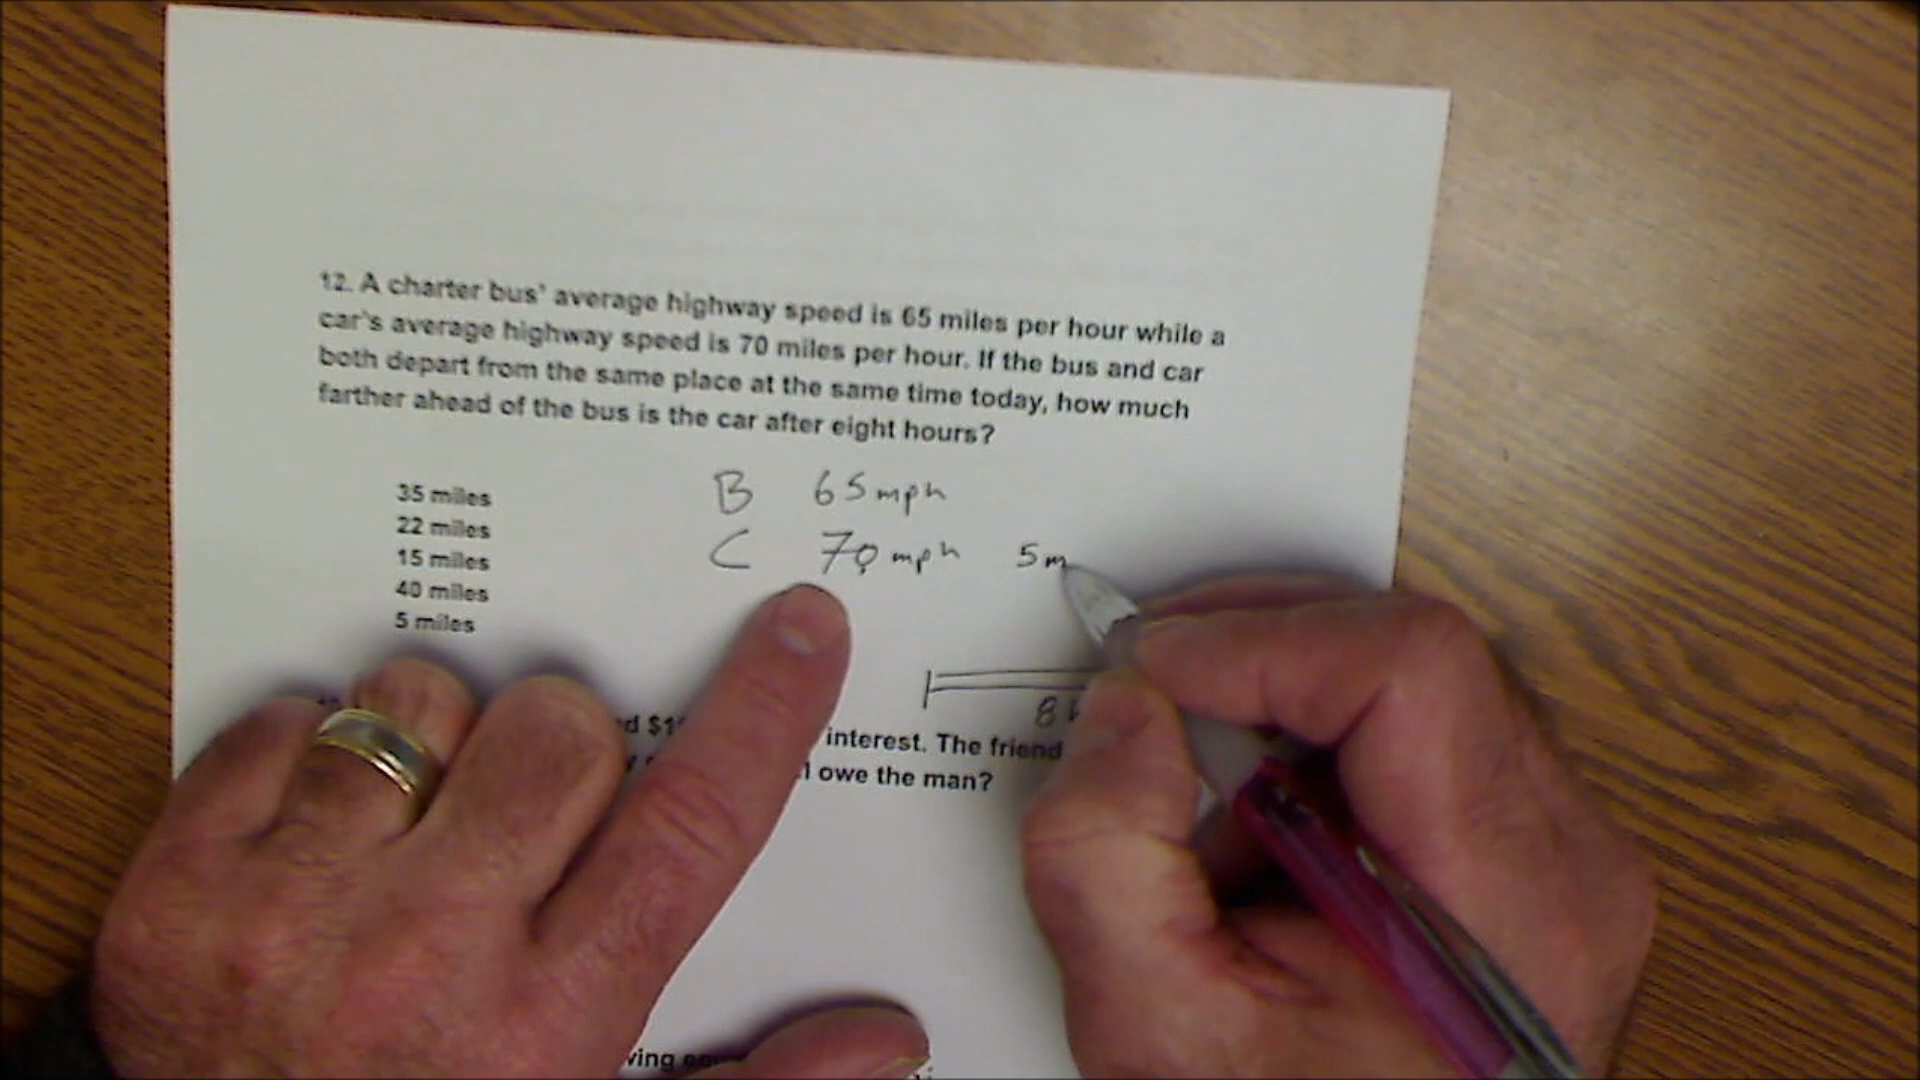 12. A charter bus' average highway speed is 65 miles per hour while a
car's average highway speed is 70 miles per hour. If the bus and car
both depart from the same place at the same time today, how much
farther ahead of the bus is the car after eight hours?
B 65mph
35 miles
22 miles
C 70mph 5m
15 miles
40 miles
5 miles
8
interest. The friend
owe the man?